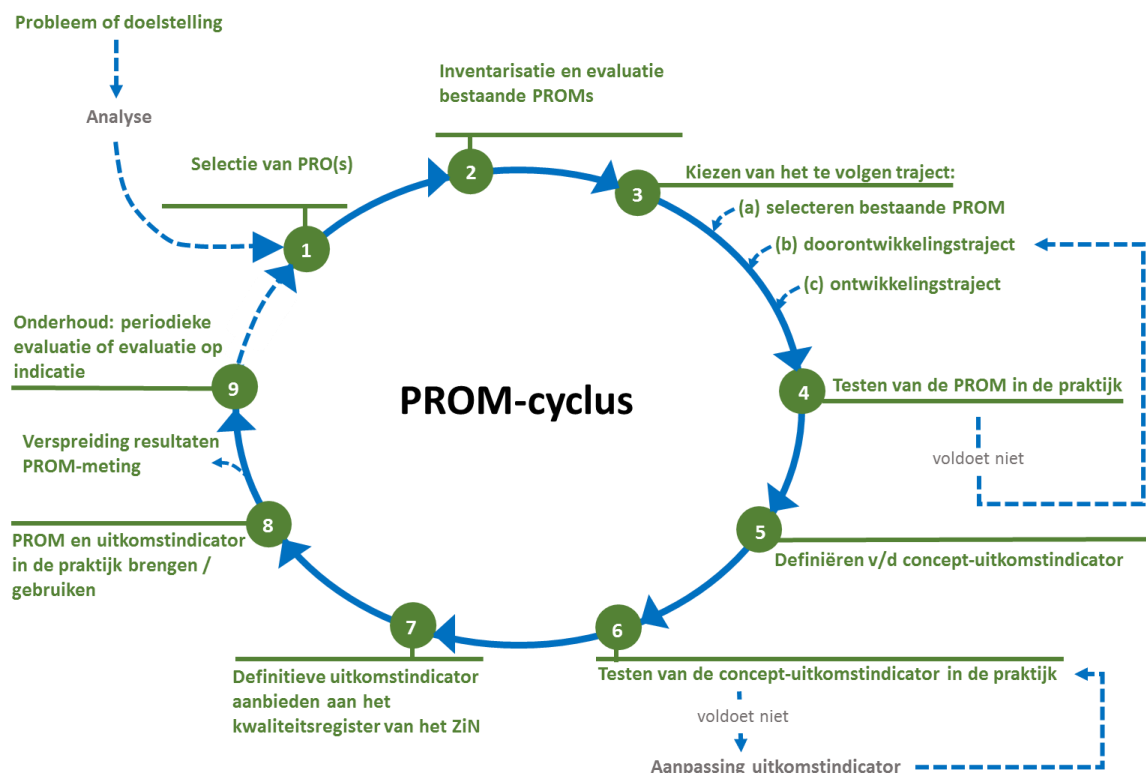 Probleem of doelstelling
Analyse
Selectie van PRO(s)
1
Inventarisatie en evaluatie
bestaande PROMs
2
3
Kiezen van het te volgen traject:
(a) selecteren bestaande PROM
(b) doorontwikkelingstraject
(c) ontwikkelingstraject
4
Testen van de PROM in de praktijk
voldoet niet
5
Definiëren v/d concept-uitkomstindicator
6
Testen van de concept-uitkomstindicator in de praktijk
voldoet niet
Aanpassing uitkomstindicator
7
Definitieve uitkomstindicator
aanbieden aan het
kwaliteitsregister van het ZiN
8
PROM en uitkomstindicator
in de praktijk brengen /
gebruiken
Verspreiding resultaten
PROM-meting
9
Onderhoud: periodieke
evaluatie of evaluatie op
indicatie
PROM-cyclus